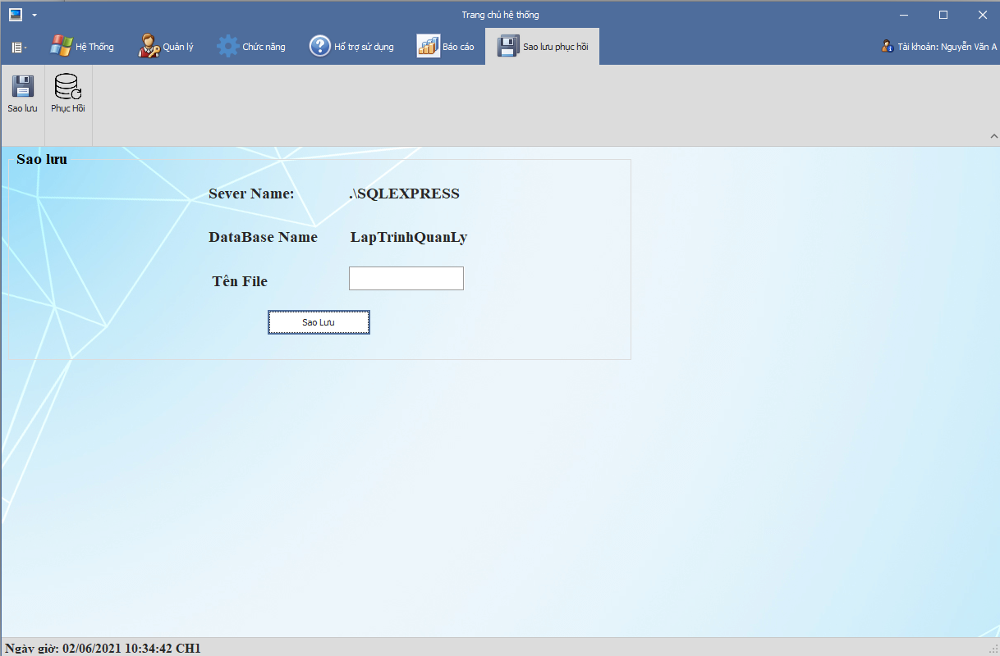 Trang chủ hệ thống
Hệ Thống Quản lý Chức năng Hổ trợ sử dụng Báo cáo Sao lưu phục hồi Tài khoản: Nguyễn Văn A
Sao lưu Phục Hồi
Sao lưu
Sever Name: .\SQLEXPRESS
DataBase Name LapTrinhQuanLy
Tên File
Sao Lưu
Ngày giờ: 02/06/2021 10:34:42 CH1